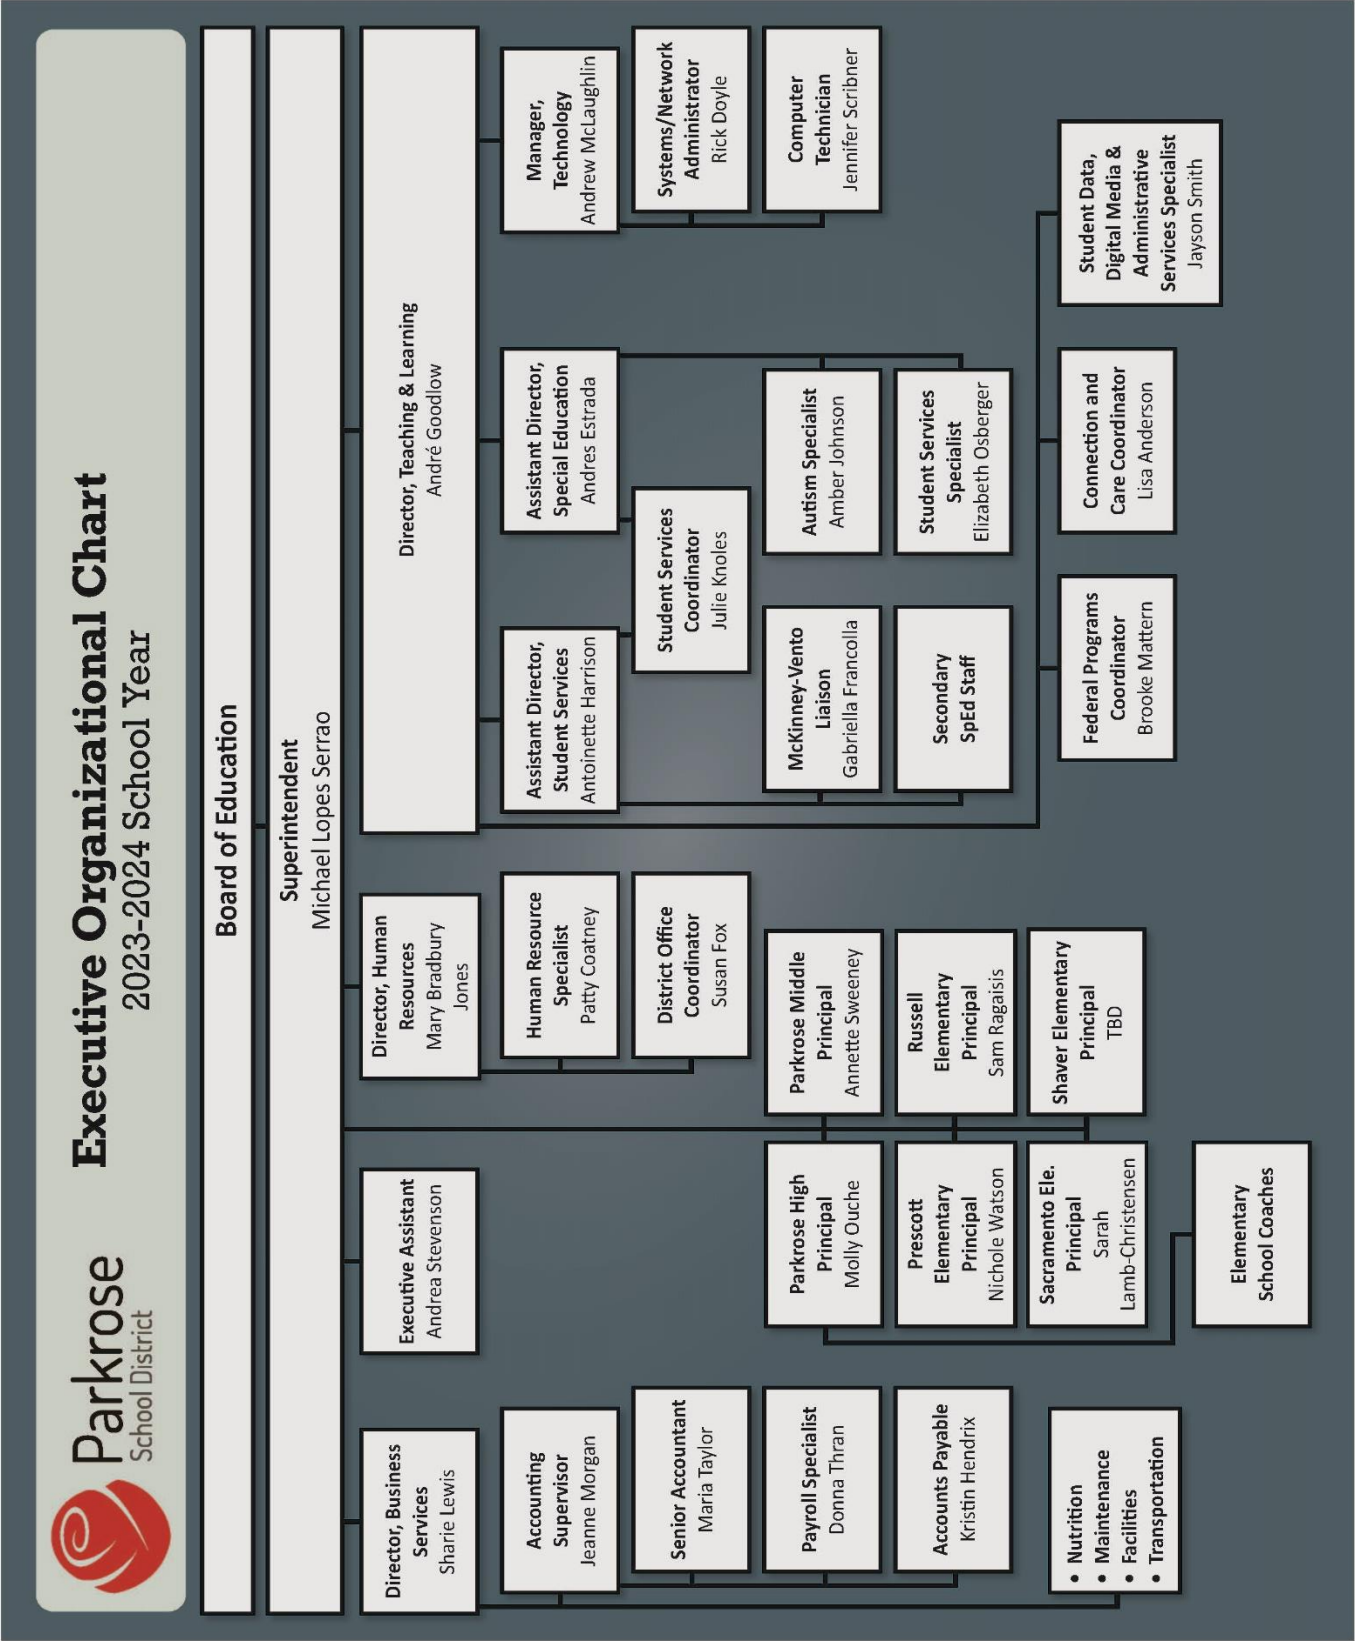 Parkrose
School District
Executive Organizational Chart
2023-2024 School Year
Board of Education
Superintendent
Michael Lopes Serrao
Director, Business
Services
Sharie Lewis
Executive Assistant
Andrea Stevenson
Director, Human
Resources
Mary Bradbury
Jones
Director, Teaching & Learning
André Goodlow
Accounting
Supervisor
Jeanne Morgan
Senior Accountant
Maria Taylor
Payroll Specialist
Donna Thran
Accounts Payable
Kristin Hendrix
• Nutrition
• Maintenance
• Facilities
• Transportation
Human Resource
Specialist
Patty Coatney
District Office
Coordinator
Susan Fox
Parkrose High
Principal
Molly Ouche
Parkrose Middle
Principal
Annette Sweeney
Prescott
Elementary
Principal
Nichole Watson
Russell
Elementary
Principal
Sam Ragaisis
Sacramento Ele.
Principal
Sarah
Lamb-Christensen
Shaver Elementary
Principal
TBD
Elementary
School Coaches
Assistant Director,
Student Services
Antoinette Harrison
Assistant Director,
Special Education
Andres Estrada
Manager,
Technology
Andrew McLaughlin
Student Services
Coordinator
Julie Knoles
Systems/Network
Administrator
Rick Doyle
McKinney-Vento
Liaison
Gabriella Francolla
Autism Specialist
Amber Johnson
Computer
Technician
Jennifer Scribner
Secondary
SpEd Staff
Student Services
Specialist
Elizabeth Osberger
Federal Programs
Coordinator
Brooke Mattern
Connection and
Care Coordinator
Lisa Anderson
Student Data,
Digital Media &
Administrative
Services Specialist
Jayson Smith